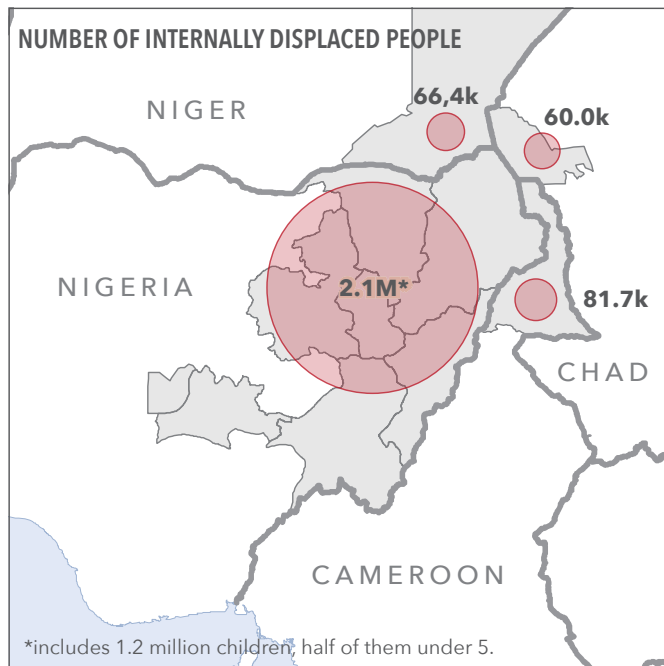 NUMBER OF INTERNALLY DISPLACED PEOPLE
NIGER
66,4k
60.0k
NIGERIA
2.1M*
81.7k
CHAD
CAMEROON
*includes 1.2 million children, half of them under 5.